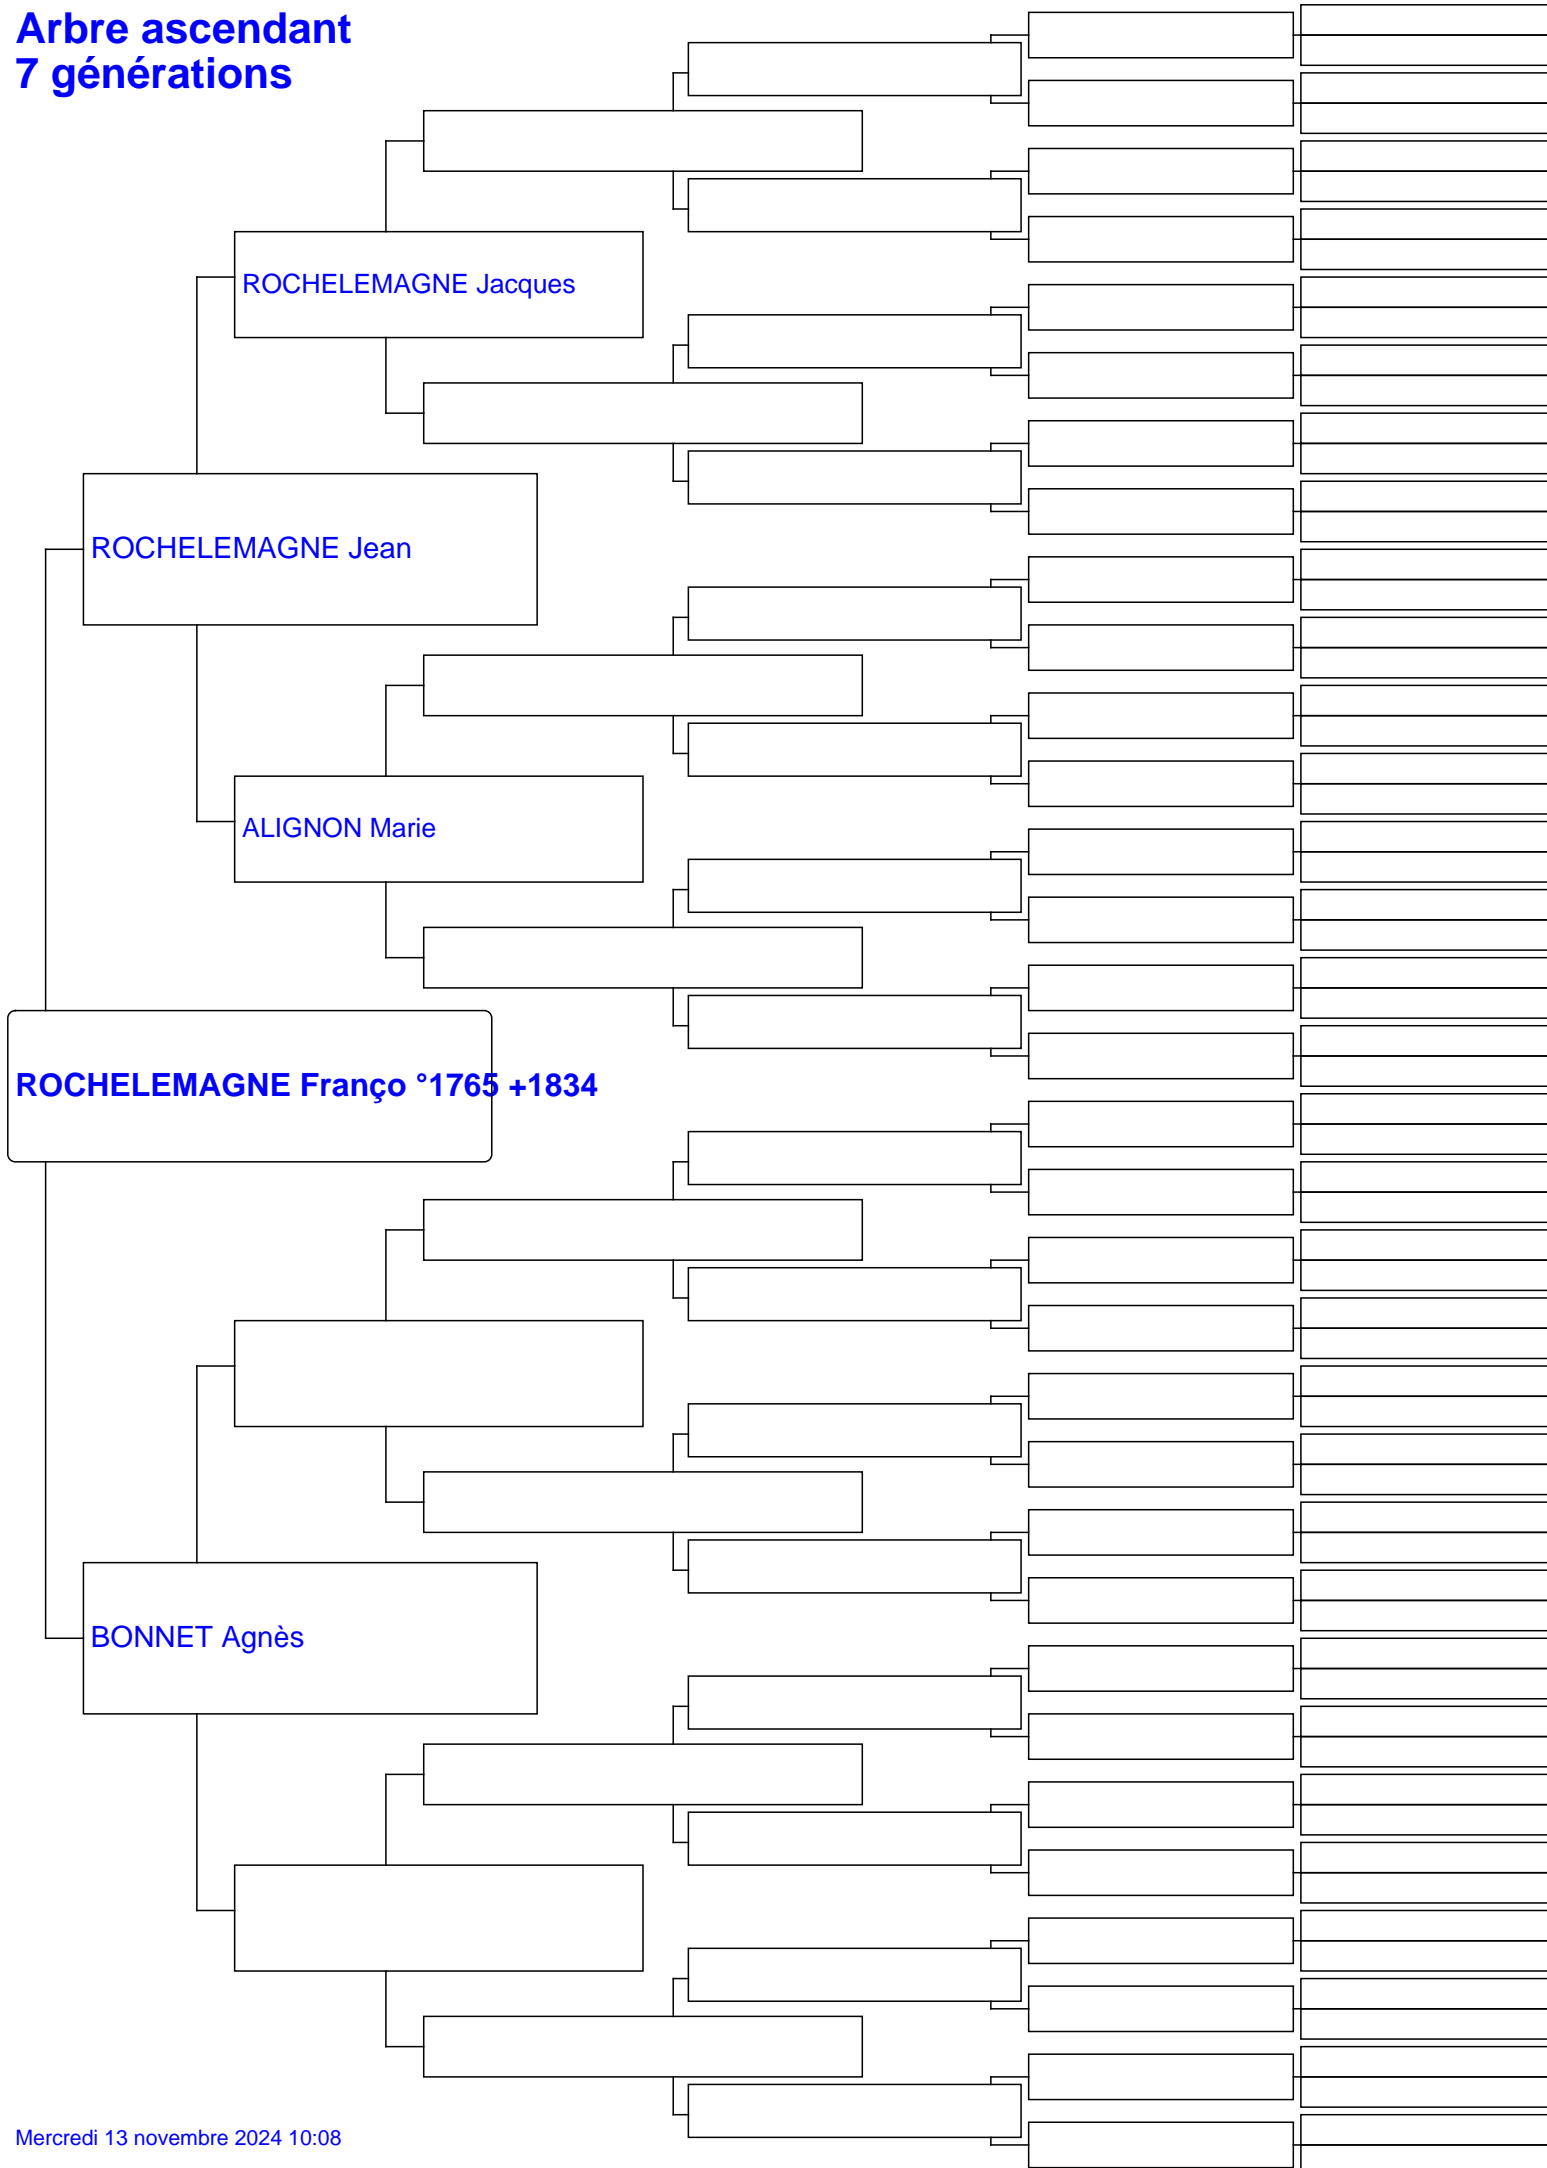 Arbre ascendant
7 générations
ROCHELEMAGNE Jacques
ROCHELEMAGNE Jean
ALIGNON Marie
ROCHELEMAGNE Franço °1765 +1834
BONNET Agnès
Mercredi 13 novembre 2024 10:08